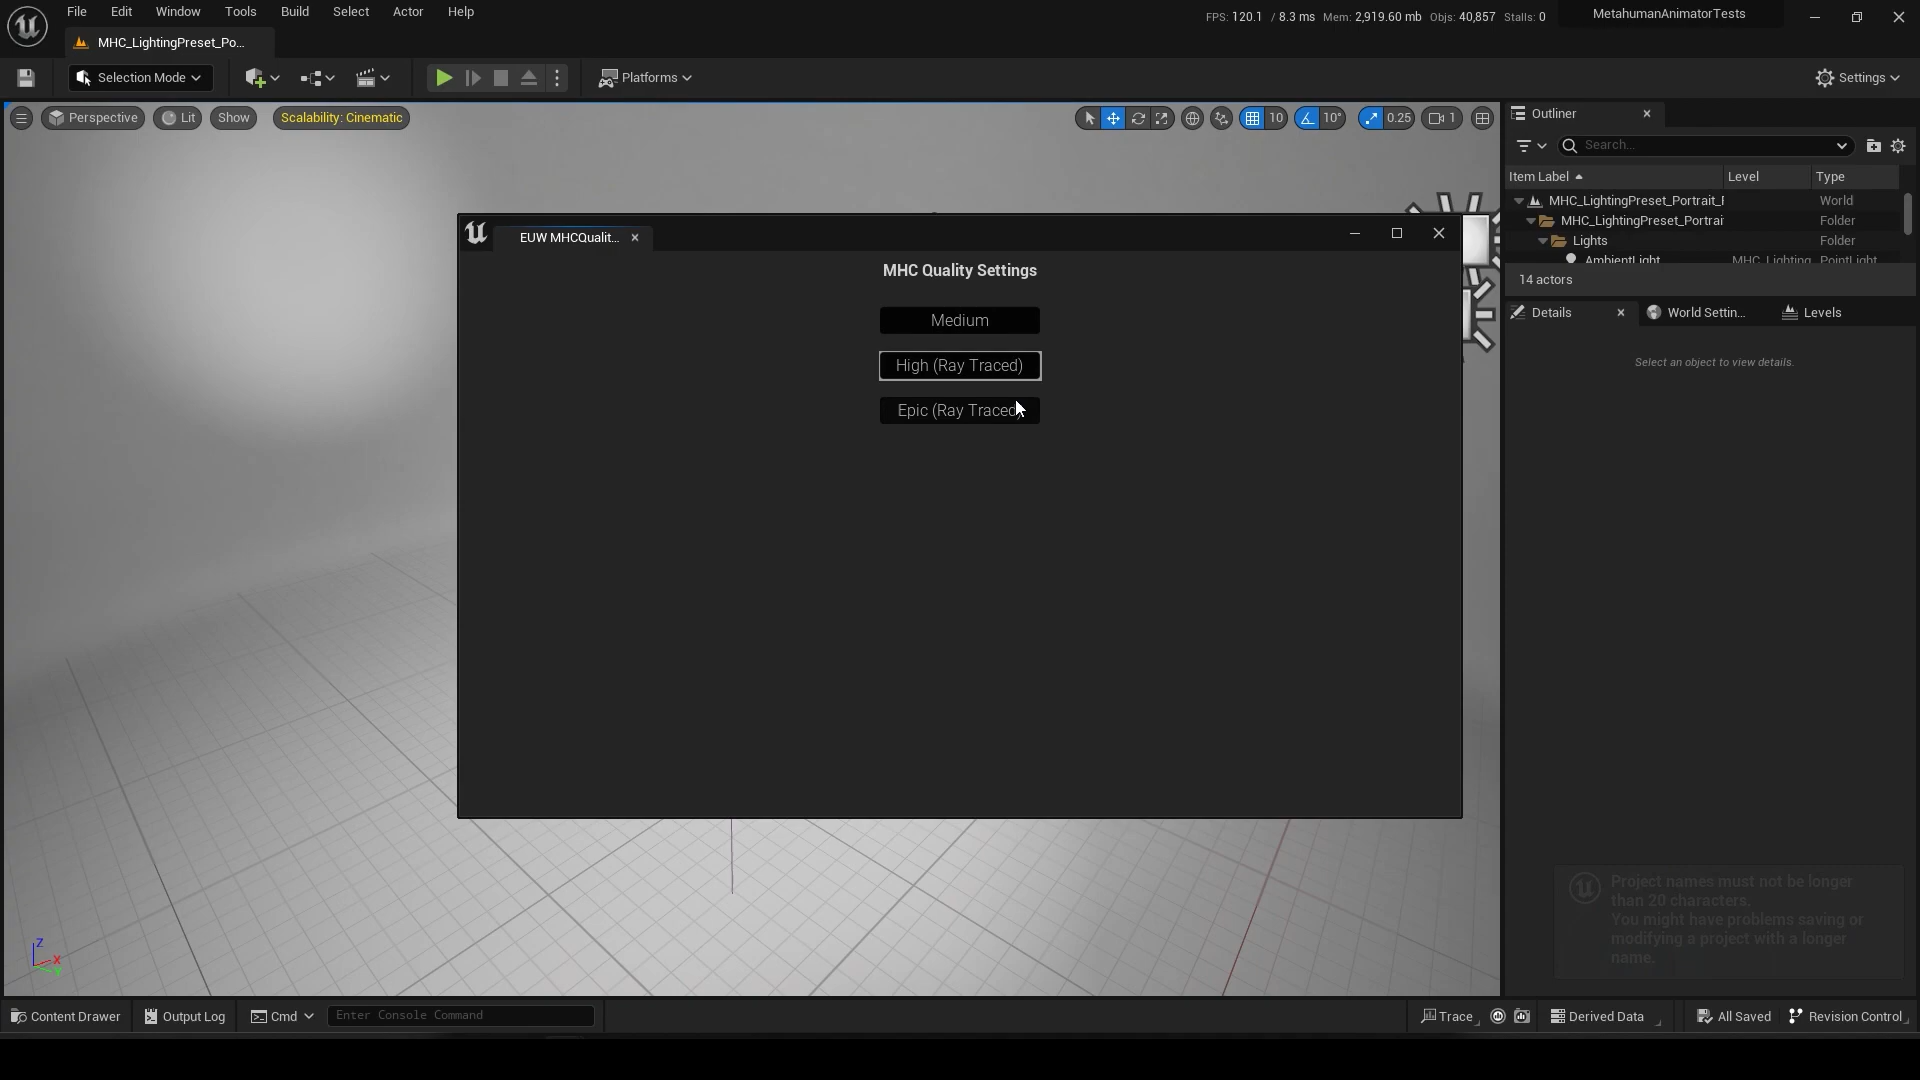 File Edit Window Tools Build Select Actor Help
FPS: 120.1 / 8.3 ms Mem: 2,919.60 mb Objs: 40,857 Stalls: 0
MetahumanAnimatorTests
MHC_LightingPreset_Po...
Selection Mode
Platforms
Settings
Perspective Lit Show Scalability: Cinematic
10 10° 0.25 1
Outliner
Search...
Item Label Level Type
MHC_LightingPreset_Portrait_F World
MHC_LightingPreset_Portrai Folder
Lights Folder
AmbientLight MHC_Lighting PointLight
14 actors
Details World Settin... Levels
Select an object to view details.
EUW MHCQualit...
MHC Quality Settings
Medium
High (Ray Traced)
Epic (Ray Traced)
Project names must not be longer
than 20 characters.
You might have problems saving or
modifying a project with a longer
name.
Z
X
Y
Content Drawer Output Log Cmd Enter Console Command
Trace Derived Data All Saved Revision Control